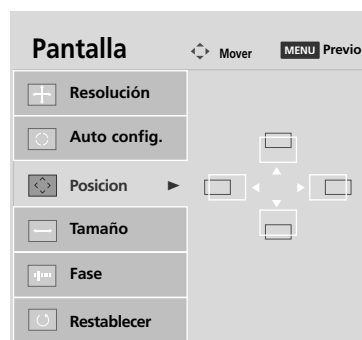 Pantalla Mover MENU Previo
Resolución
Auto config.
Posicion
Tamaño
Fase
Restablecer